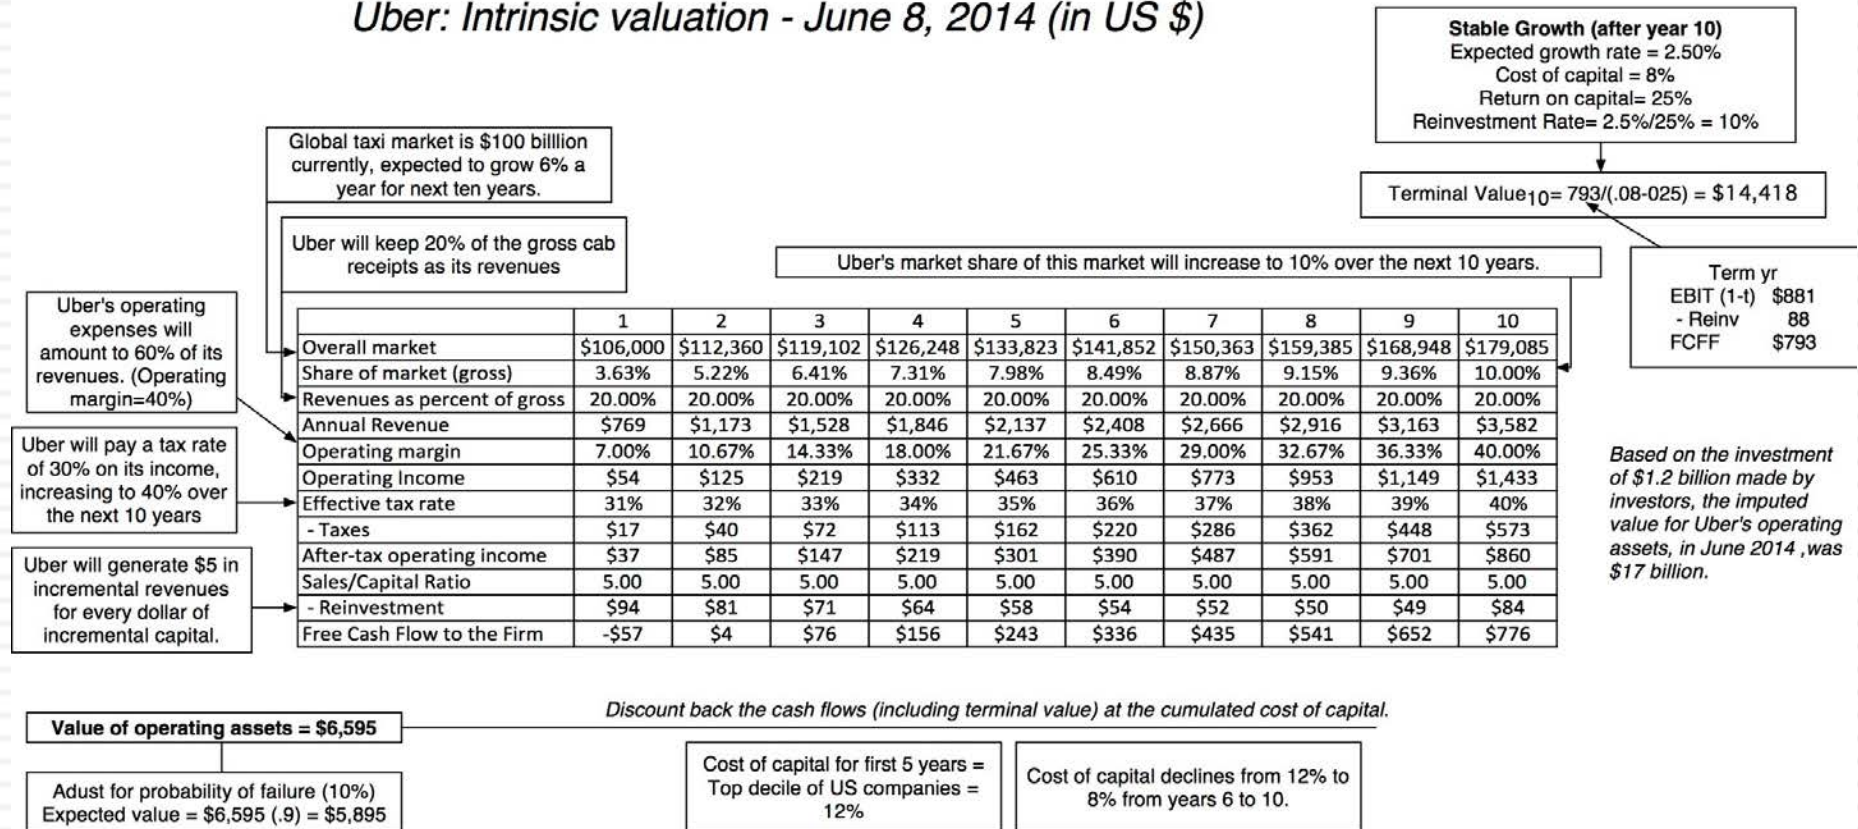 Uber: Intrinsic valuation - June 8, 2014 (in US $)
Stable Growth (after year 10)
Expected growth rate = 2.50%
Cost of capital = 8%
Return on capital= 25%
Reinvestment Rate= 2.5%/25% = 10%
Global taxi market is $100 billlion
currently, expected to grow 6% a
year for next ten years.
Terminal Value10= 793/(.08-025) = $14,418
Uber will keep 20% of the gross cab
receipts as its revenues
Uber's market share of this market will increase to 10% over the next 10 years.
Term yr
EBIT (1-t) $881
- Reinv 88
FCFF $793
Uber's operating
expenses will
amount to 60% of its
revenues. (Operating
margin=40%)
Uber will pay a tax rate
of 30% on its income,
increasing to 40% over
the next 10 years
Uber will generate $5 in
incremental revenues
for every dollar of
incremental capital.
1 2 3 4 5 6 7 8 9 10
Overall market $106,000 $112,360 $119,102 $126,248 $133,823 $141,852 $150,363 $159,385 $168,948 $179,085
Share of market (gross) 3.63% 5.22% 6.41% 7.31% 7.98% 8.49% 8.87% 9.15% 9.36% 10.00%
Revenues as percent of gross 20.00% 20.00% 20.00% 20.00% 20.00% 20.00% 20.00% 20.00% 20.00% 20.00%
Annual Revenue $769 $1,173 $1,528 $1,846 $2,137 $2,408 $2,666 $2,916 $3,163 $3,582
Operating margin 7.00% 10.67% 14.33% 18.00% 21.67% 25.33% 29.00% 32.67% 36.33% 40.00%
Operating Income $54 $125 $219 $332 $463 $610 $773 $953 $1,149 $1,433
Effective tax rate 31% 32% 33% 34% 35% 36% 37% 38% 39% 40%
- Taxes $17 $40 $72 $113 $162 $220 $286 $362 $448 $573
After-tax operating income $37 $85 $147 $219 $301 $390 $487 $591 $701 $860
Sales/Capital Ratio 5.00 5.00 5.00 5.00 5.00 5.00 5.00 5.00 5.00 5.00
- Reinvestment $94 $81 $71 $64 $58 $54 $52 $50 $49 $84
Free Cash Flow to the Firm -$57 $4 $76 $156 $243 $336 $435 $541 $652 $776
Based on the investment
of $1.2 billion made by
investors, the imputed
value for Uber's operating
assets, in June 2014 ,was
$17 billion.
Discount back the cash flows (including terminal value) at the cumulated cost of capital.
Value of operating assets = $6,595
Adust for probability of failure (10%)
Expected value = $6,595 (.9) = $5,895
Cost of capital for first 5 years =
Top decile of US companies =
12%
Cost of capital declines from 12% to
8% from years 6 to 10.